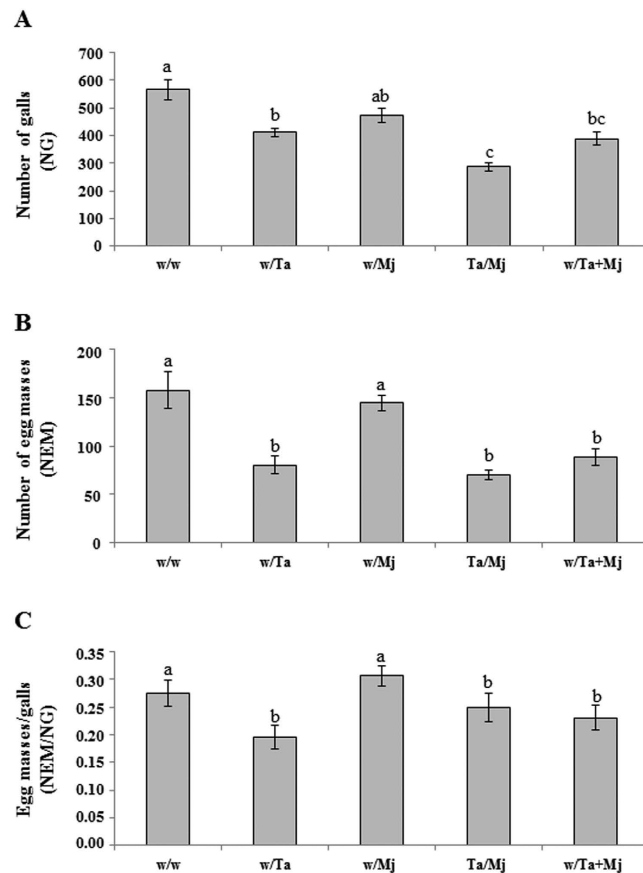 A
Number of galls
(NG)
700
600
500
400
300
200
100
0
a
b
ab
c
bc
w/w
w/Ta
w/Mj
Ta/Mj
w/Ta+Mj
B
Number of egg masses
(NEM)
200
150
100
50
0
a
b
a
b
b
w/w
w/Ta
w/Mj
Ta/Mj
w/Ta+Mj
C
Egg masses/galls
(NEM/NG)
0.35
0.30
0.25
0.20
0.15
0.10
0.05
0.00
a
b
a
b
b
w/w
w/Ta
w/Mj
Ta/Mj
w/Ta+Mj